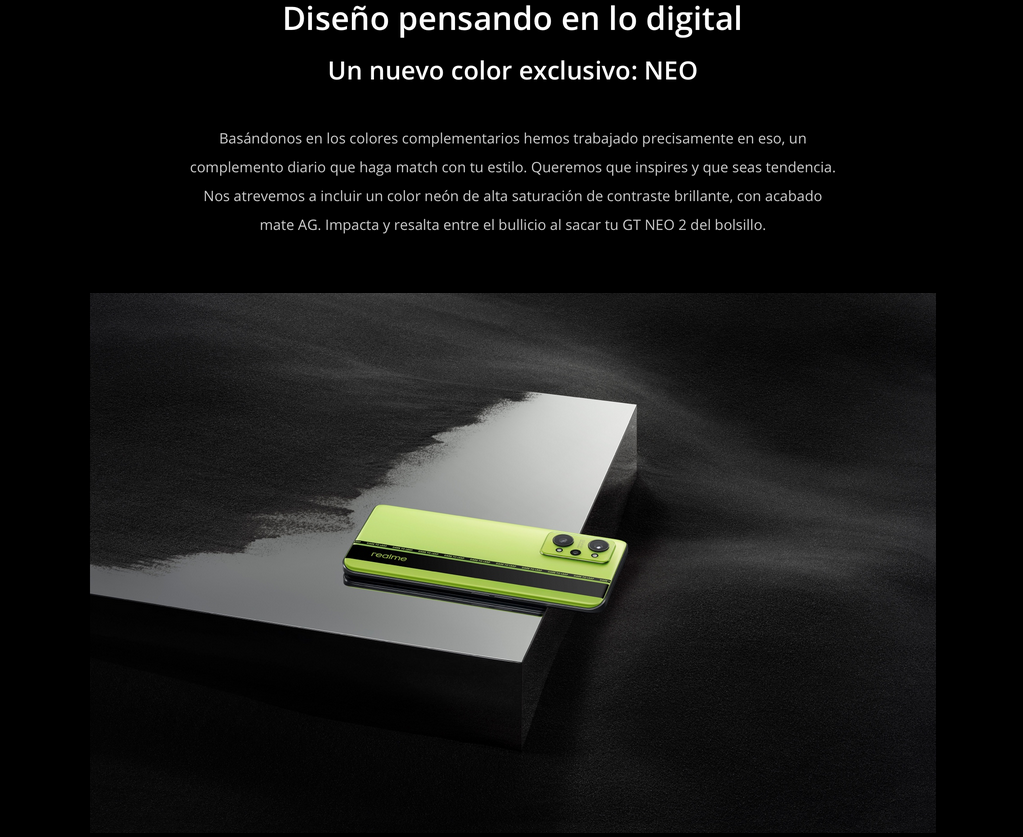 Diseño pensando en lo digital
Un nuevo color exclusivo: NEO
Basándonos en los colores complementarios hemos trabajado precisamente en eso, un
complemento diario que haga match con tu estilo. Queremos que inspires y que seas tendencia.
Nos atrevemos a incluir un color neón de alta saturación de contraste brillante, con acabado
mate AG. Impacta y resalta entre el bullicio al sacar tu GT NEO 2 del bolsillo.
realme